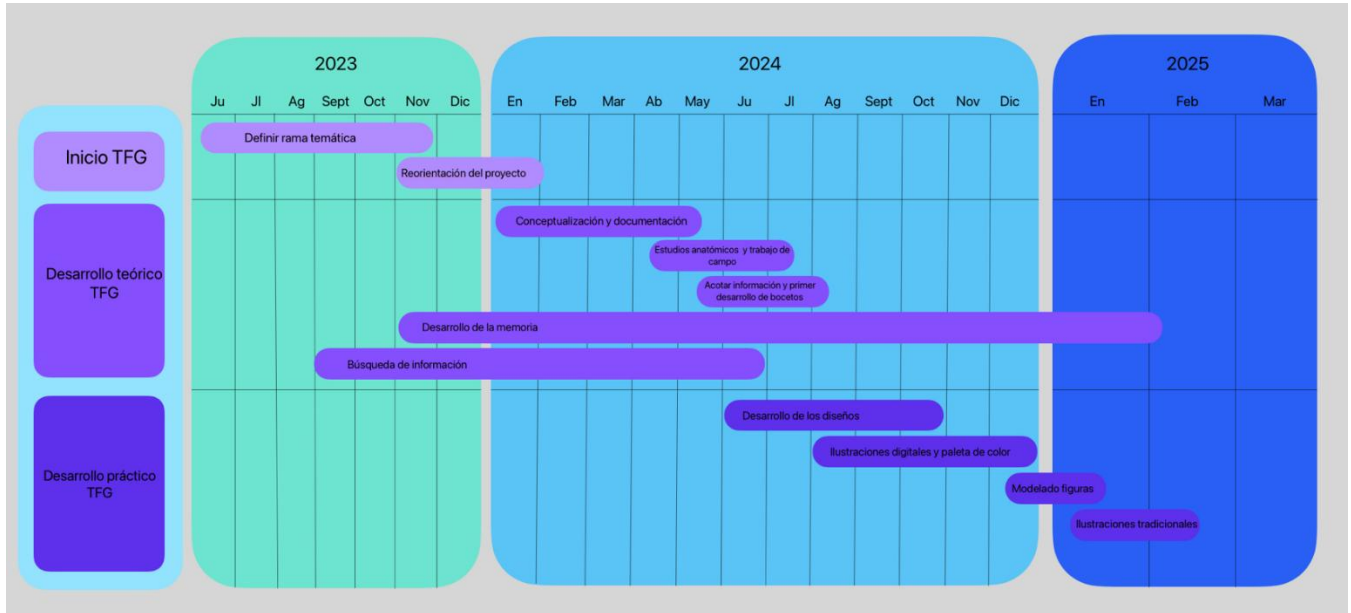 2023
2024
2025
Ju Jl Ag Sept Oct Nov Dic
En Feb Mar Ab May Ju Jl Ag Sept Oct Nov Dic
En Feb Mar
Inicio TFG
Definir rama temática
Reorientación del proyecto
Desarrollo teórico
TFG
Conceptualización y documentación
Estudios anatómicos y trabajo de
campo
Acotar información y primer
desarrollo de bocetos
Desarrollo de la memoria
Búsqueda de información
Desarrollo práctico
TFG
Desarrollo de los diseños
Ilustraciones digitales y paleta de color
Modelado figuras
Ilustraciones tradicionales